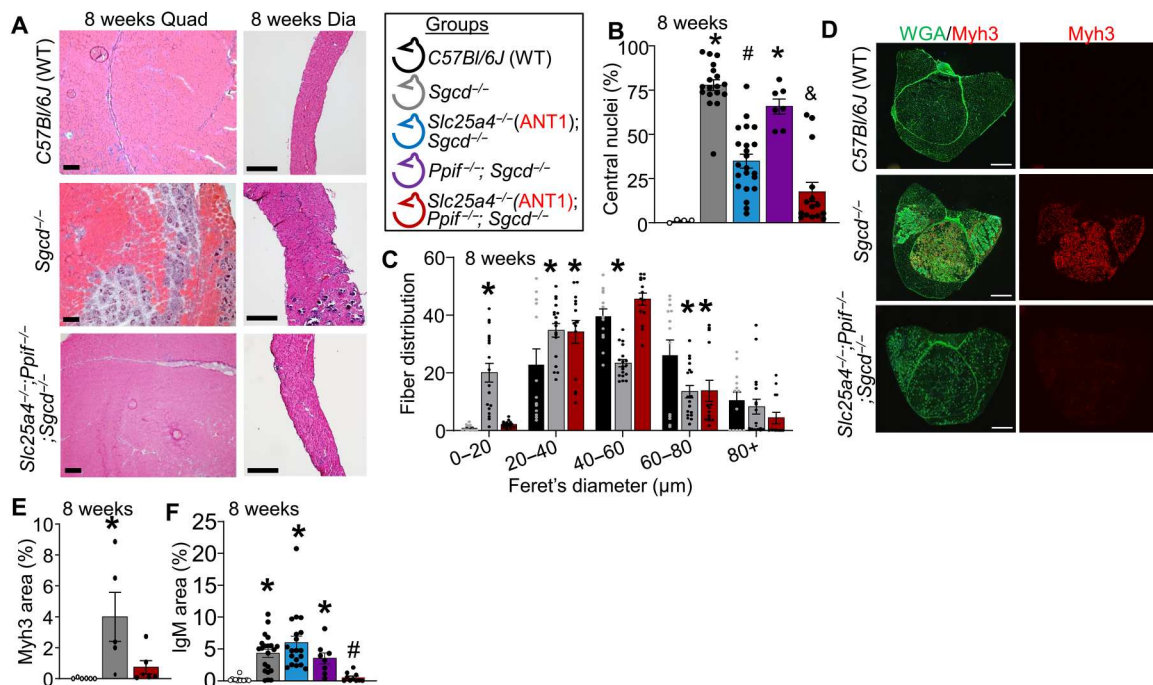 A
8 weeks Quad
8 weeks Dia
C57Bl/6J (WT)
Sgcd–/–
Slc25a4–/–;Ppif–/–
;Sgcd–/–
Groups
C57Bl/6J (WT)
Sgcd–/–
Slc25a4–/–(ANT1);
Sgcd–/–
Ppif–/–; Sgcd–/–
Slc25a4–/–(ANT1);
Ppif–/–; Sgcd–/–
B
8 weeks
Central nuclei (%)
100
75
50
25
0
*
#
*
&
C
8 weeks
Fiber distribution
60
40
20
0
*
*
*
*
*
*
0–20
20–40
40–60
60–80
80+
Feret's diameter (µm)
D
WGA/Myh3
Myh3
C57Bl/6J (WT)
Sgcd–/–
Slc25a4–/–;Ppif–/–
;Sgcd–/–
E
8 weeks
Myh3 area (%)
10
8
6
4
2
0
*
F
8 weeks
IgM area (%)
25
20
15
10
5
0
*
*
*
#